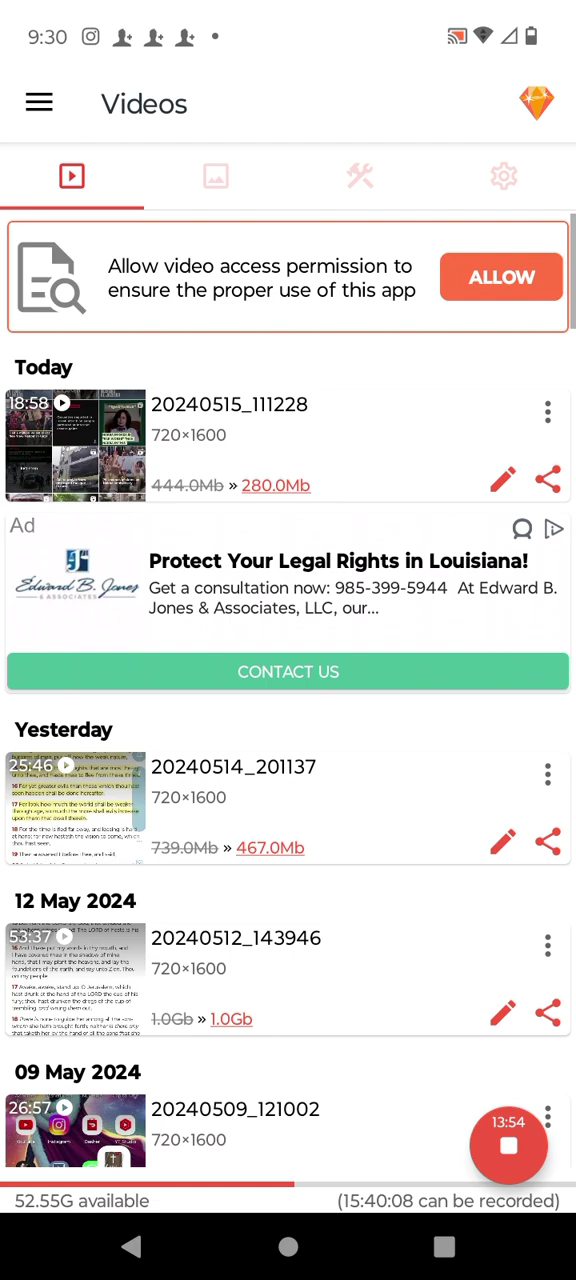 9:30
Videos
Allow video access permission to
ensure the proper use of this app
ALLOW
Today
18:58
20240515_111228
720×1600
444.0Mb » 280.0Mb
Ad
Edward B. Jones
& ASSOCIATES
Protect Your Legal Rights in Louisiana!
Get a consultation now: 985-399-5944 At Edward B.
Jones & Associates, LLC, our...
CONTACT US
Yesterday
25:46
20240514_201137
720×1600
739.0Mb » 467.0Mb
12 May 2024
53:37
20240512_143946
720×1600
1.0Gb » 1.0Gb
09 May 2024
26:57
20240509_121002
720×1600
13:54
52.55G available
(15:40:08 can be recorded)